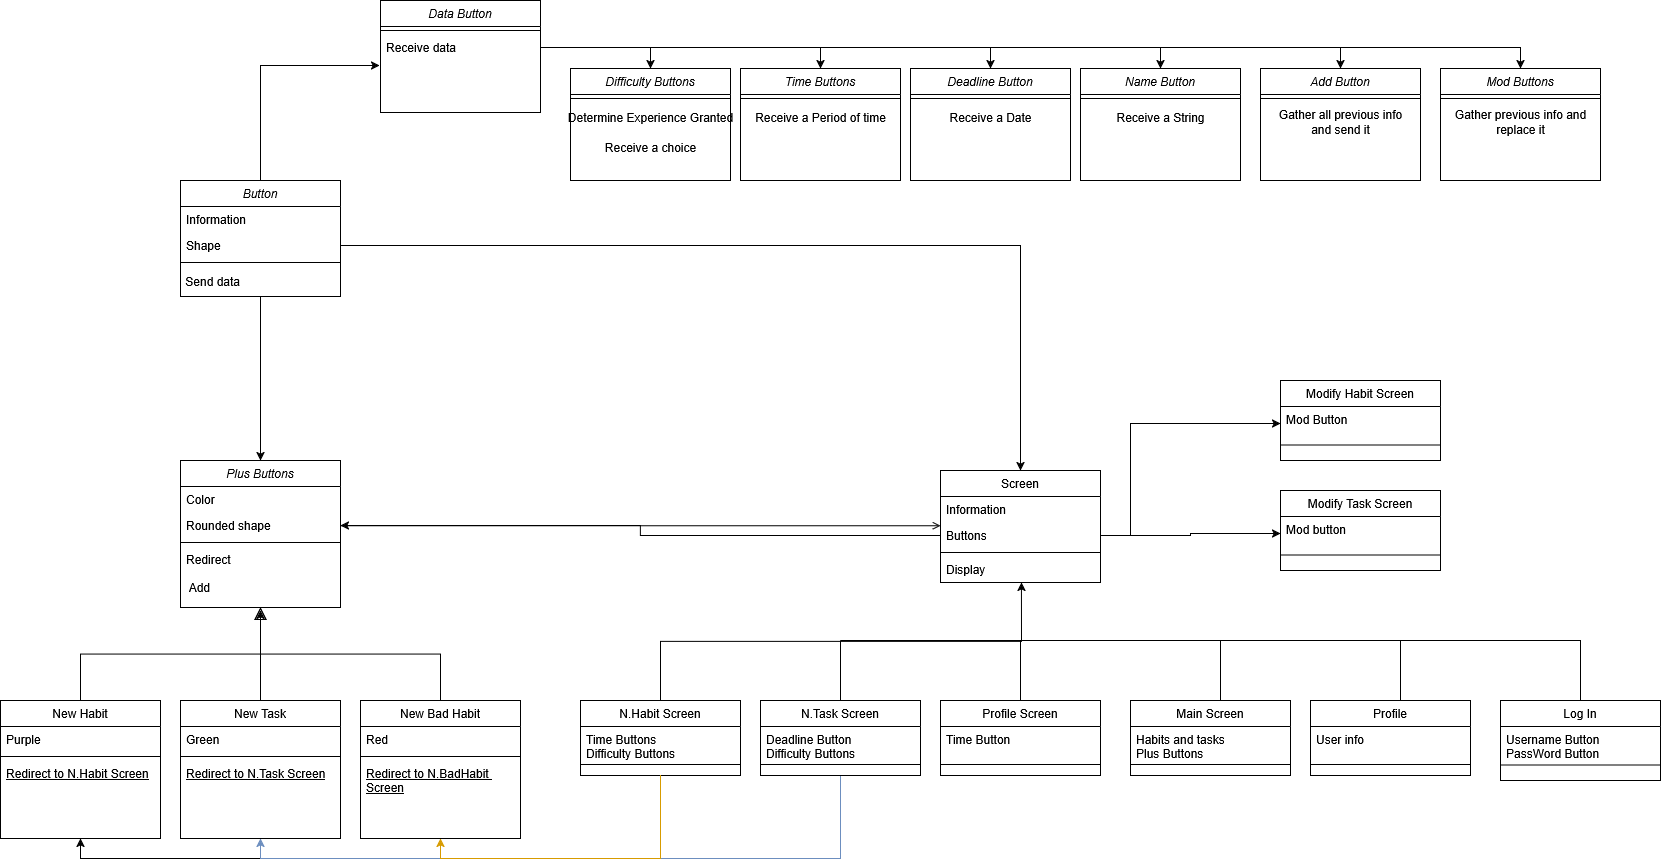 Data Button
Receive data
Difficulty Buttons
Determine Experience Granted
Receive a choice
Time Buttons
Receive a Period of time
Deadline Button
Receive a Date
Name Button
Receive a String
Add Button
Gather all previous info
and send it
Mod Buttons
Gather previous info and
replace it
Button
Information
Shape
Send data
Plus Buttons
Color
Rounded shape
Redirect
Add
Screen
Information
Buttons
Display
Modify Habit Screen
Mod Button
Modify Task Screen
Mod button
New Habit
Purple
Redirect to N.Habit Screen
New Task
Green
Redirect to N.Task Screen
New Bad Habit
Red
Redirect to N.BadHabit
Screen
N.Habit Screen
Time Buttons
Difficulty Buttons
N.Task Screen
Deadline Button
Difficulty Buttons
Profile Screen
Time Button
Main Screen
Habits and tasks
Plus Buttons
Profile
User info
Log In
Username Button
PassWord Button